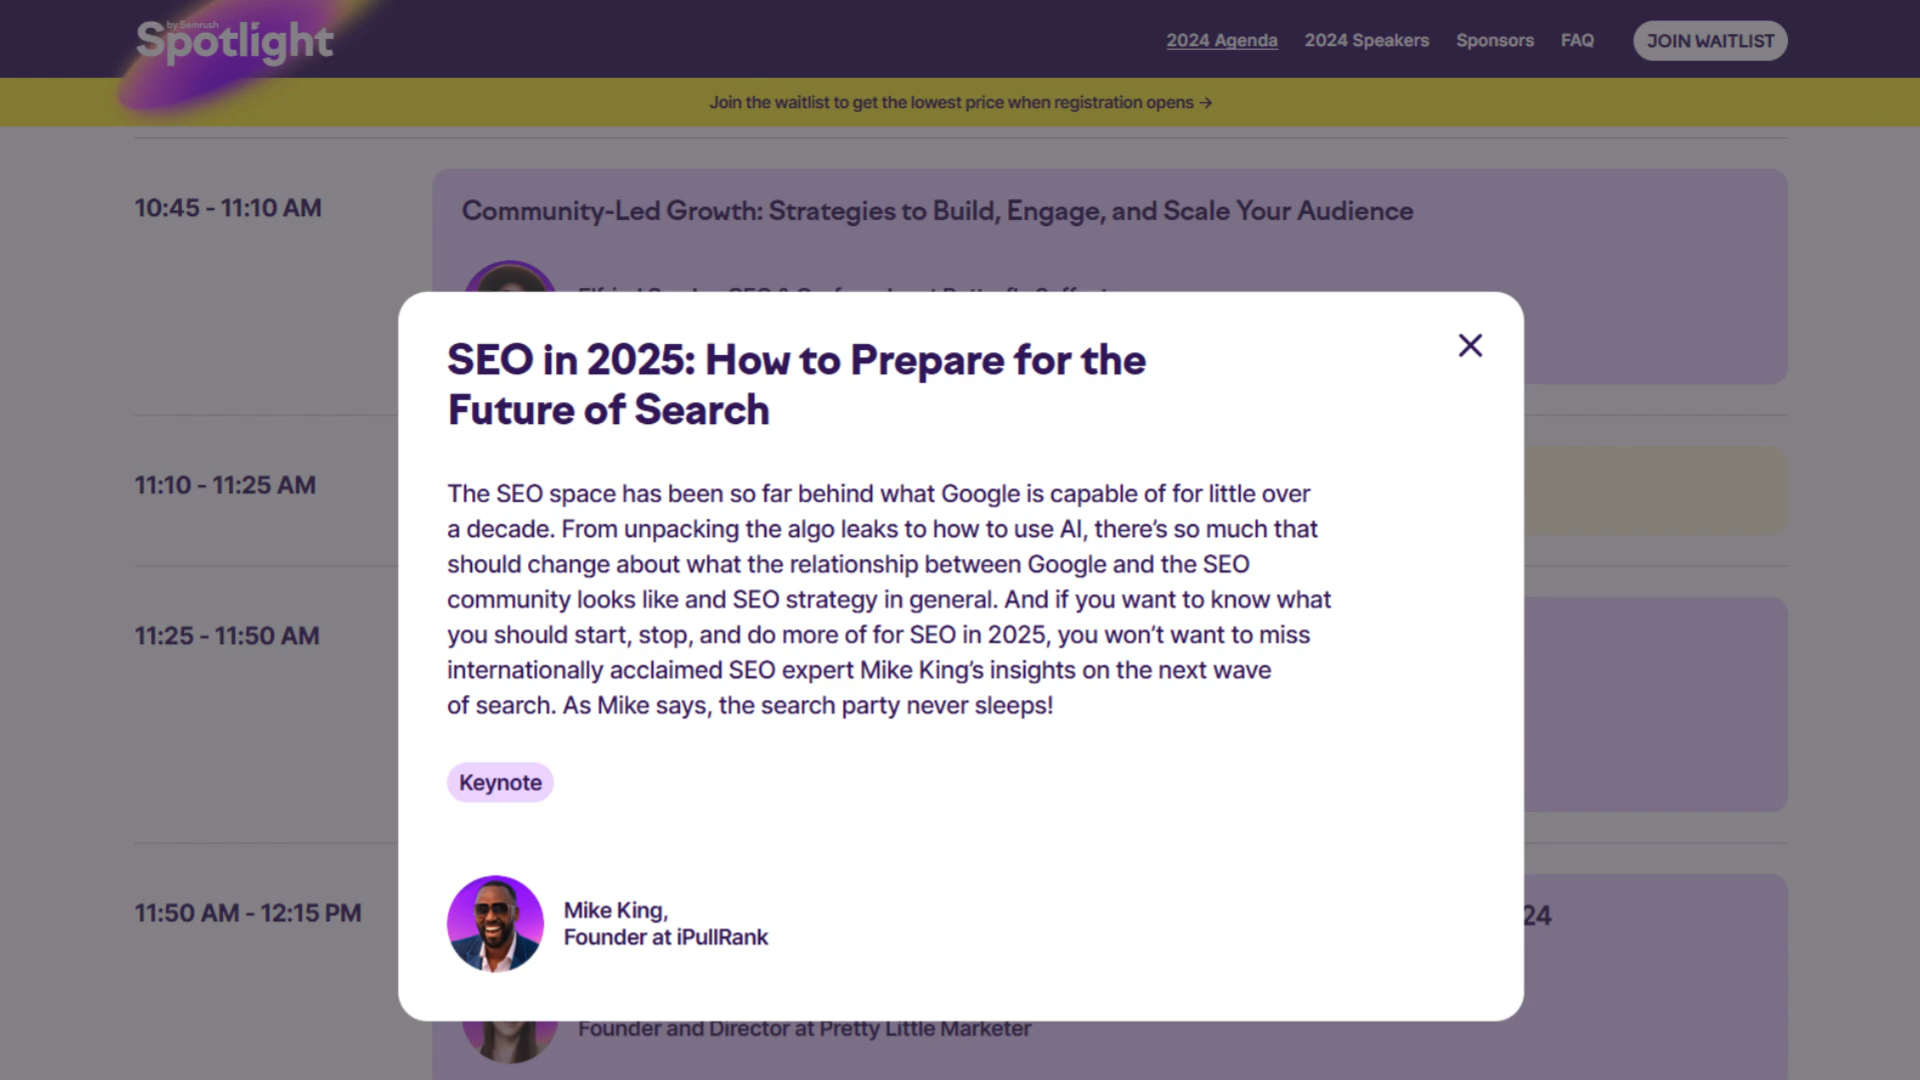 by Semrush
Spotlight
2024 Agenda
2024 Speakers
Sponsors
FAQ
JOIN WAITLIST
Join the waitlist to get the lowest price when registration opens →
10:45 - 11:10 AM
Community-Led Growth: Strategies to Build, Engage, and Scale Your Audience
SEO in 2025: How to Prepare for the
Future of Search
The SEO space has been so far behind what Google is capable of for little over
a decade. From unpacking the algo leaks to how to use AI, there’s so much that
should change about what the relationship between Google and the SEO
community looks like and SEO strategy in general. And if you want to know what
you should start, stop, and do more of for SEO in 2025, you won’t want to miss
internationally acclaimed SEO expert Mike King’s insights on the next wave
of search. As Mike says, the search party never sleeps!
Keynote
Mike King,
Founder at iPullRank
11:10 - 11:25 AM
11:25 - 11:50 AM
11:50 AM - 12:15 PM
24
Founder and Director at Pretty Little Marketer